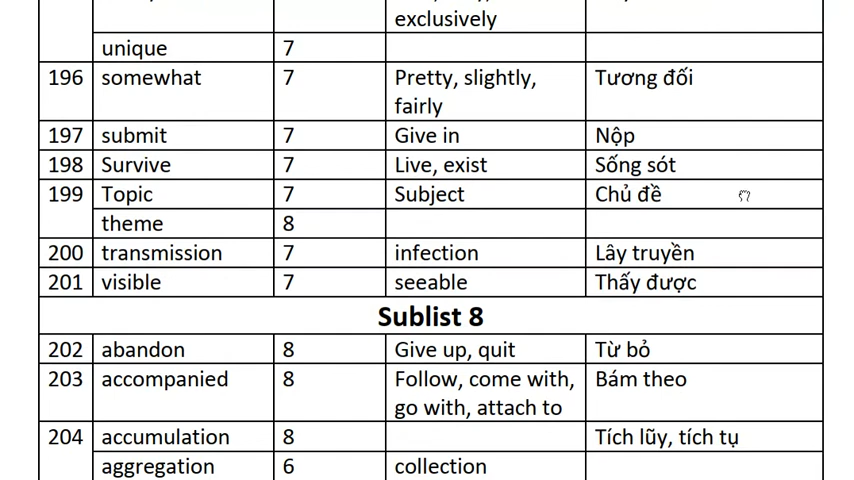 exclusively
unique 7
196 somewhat 7 Pretty, slightly, Tương đối
fairly
197 submit 7 Give in Nộp
198 Survive 7 Live, exist Sống sót
199 Topic 7 Subject Chủ đề
theme 8
200 transmission 7 infection Lây truyền
201 visible 7 seeable Thấy được
Sublist 8
202 abandon 8 Give up, quit Từ bỏ
203 accompanied 8 Follow, come with, Bám theo
go with, attach to
204 accumulation 8 Tích lũy, tích tụ
aggregation 6 collection